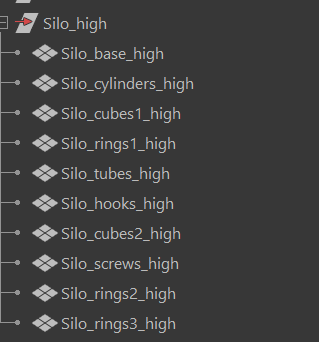 Silo_high
Silo_base_high
Silo_cylinders_high
Silo_cubes1_high
Silo_rings1_high
Silo_tubes_high
Silo_hooks_high
Silo_cubes2_high
Silo_screws_high
Silo_rings2_high
Silo_rings3_high